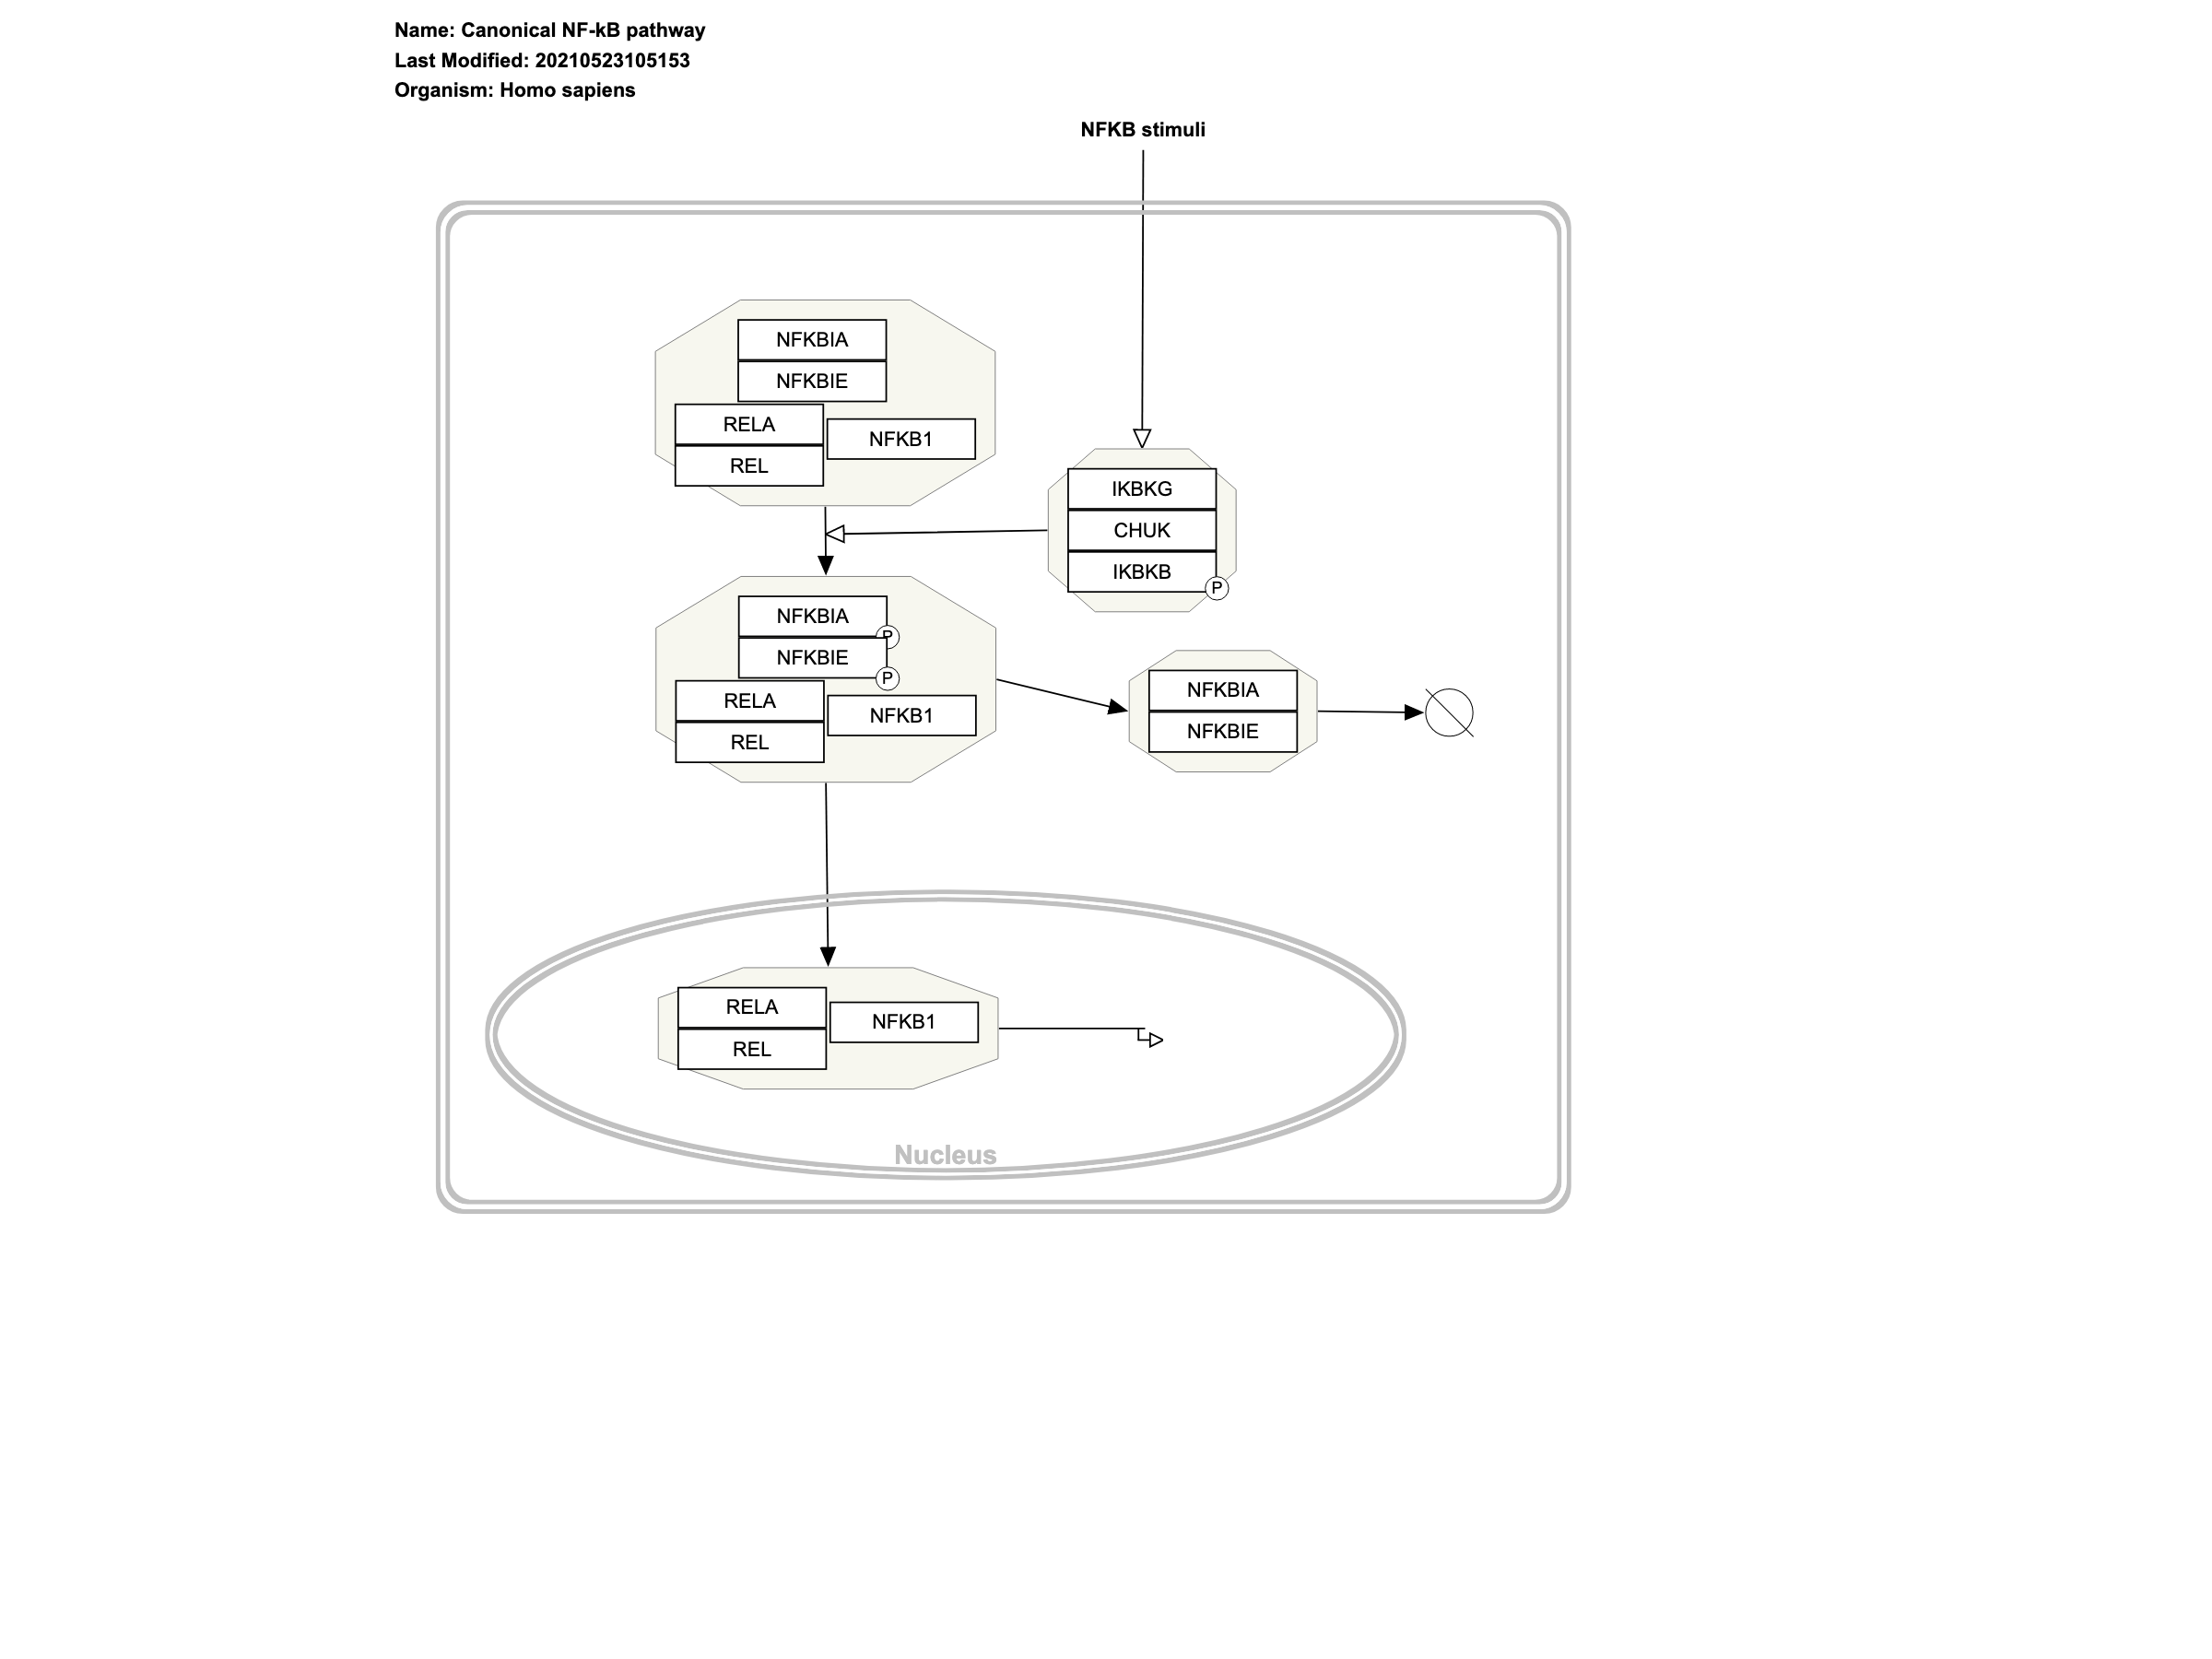 Name: Canonical NF-kB pathway
Last Modified: 20210523105153
Organism: Homo sapiens
NFKB stimuli
NFKBIA
NFKBIE
RELA
NFKB1
REL
IKBKG
CHUK
IKBKB
P
NFKBIA
P
NFKBIE
P
RELA
NFKB1
REL
NFKBIA
NFKBIE
RELA
NFKB1
REL
Nucleus